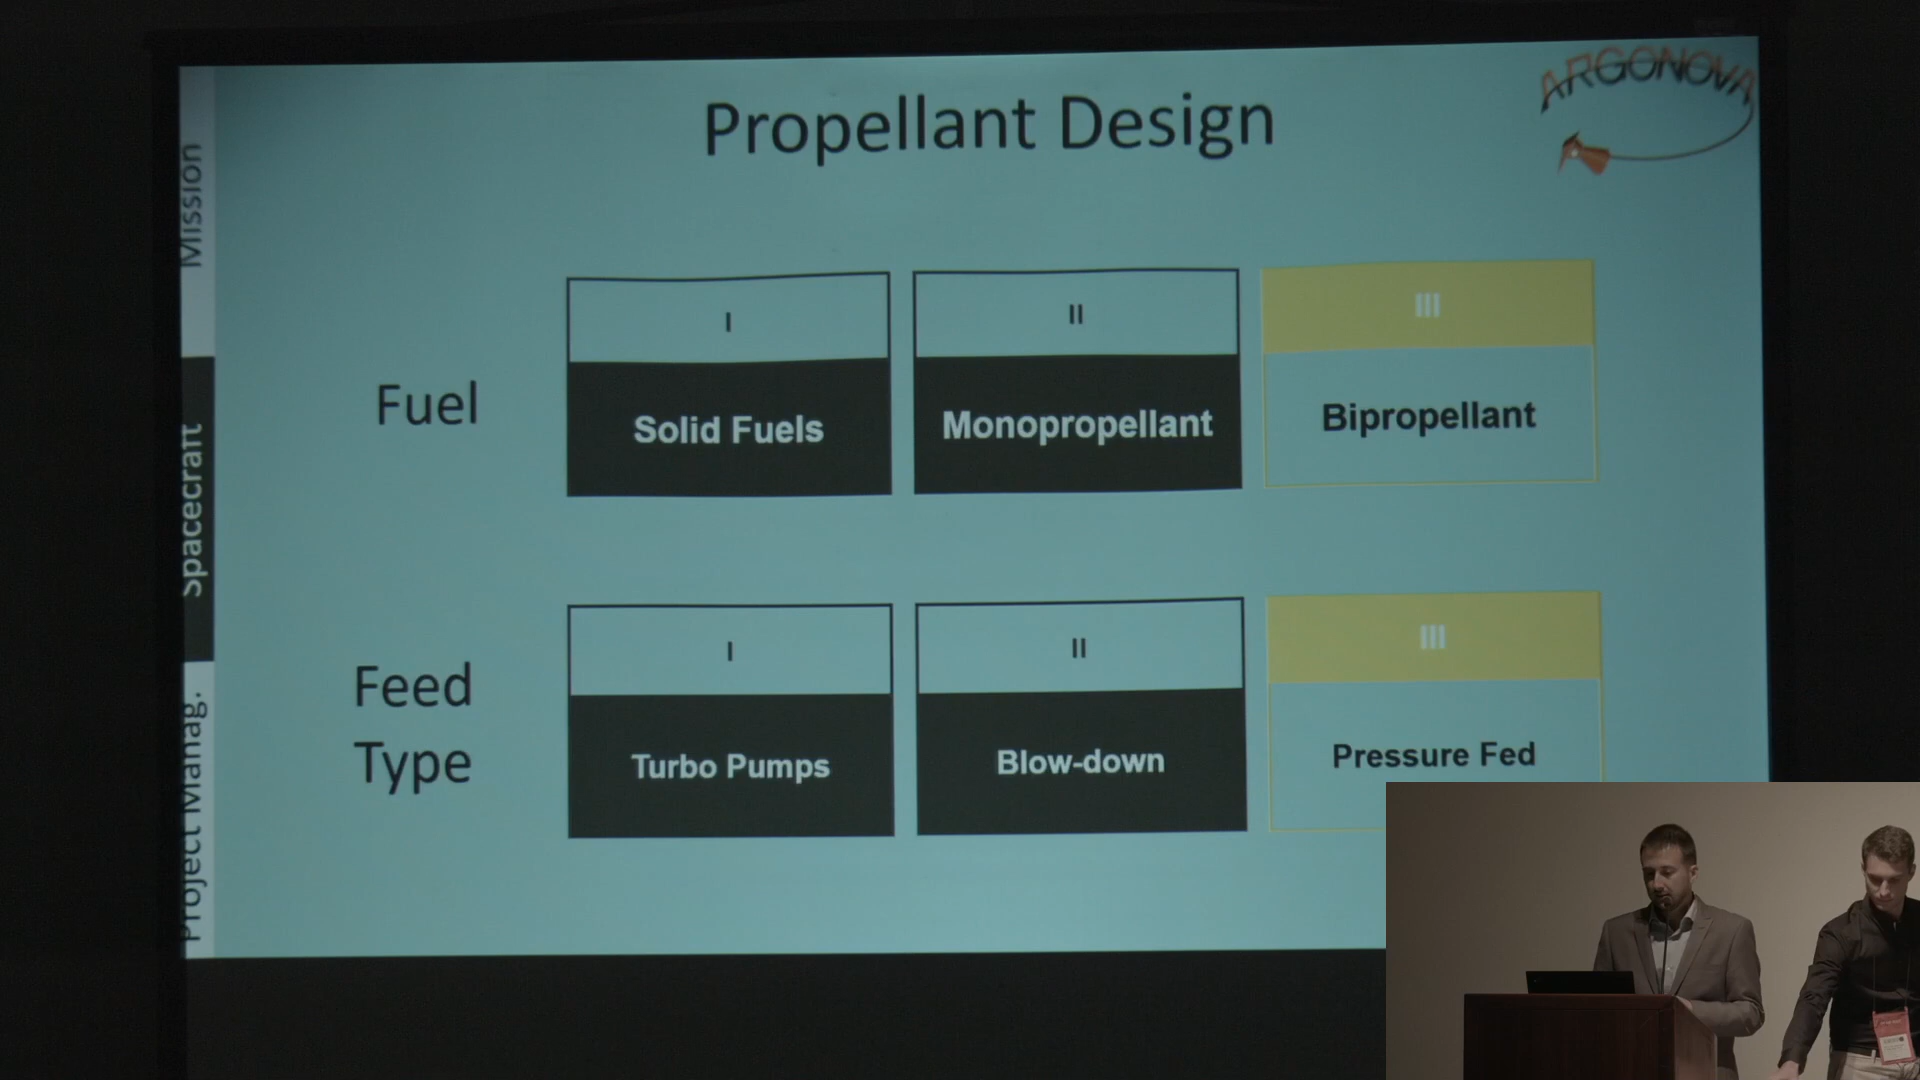 ARGONOVA
Propellant Design
Mission
Spacecraft
Project Manag.
Fuel
I
Solid Fuels
II
Monopropellant
III
Bipropellant
Feed
Type
I
Turbo Pumps
II
Blow-down
III
Pressure Fed